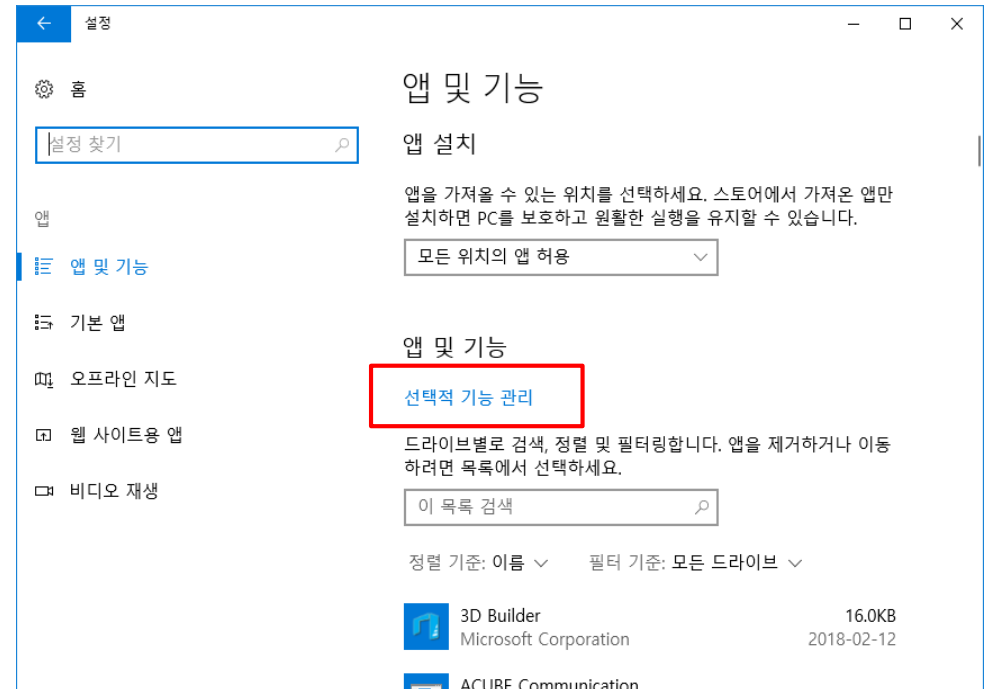 설정
홈
설정 찾기
앱
앱 및 기능
기본 앱
오프라인 지도
웹 사이트용 앱
비디오 재생
앱 및 기능
앱 설치
앱을 가져올 수 있는 위치를 선택하세요. 스토어에서 가져온 앱만
설치하면 PC를 보호하고 원활한 실행을 유지할 수 있습니다.
모든 위치의 앱 허용
앱 및 기능
선택적 기능 관리
드라이브별로 검색, 정렬 및 필터링합니다. 앱을 제거하거나 이동
하려면 목록에서 선택하세요.
이 목록 검색
정렬 기준: 이름 필터 기준: 모든 드라이브
3D Builder 16.0KB
Microsoft Corporation 2018-02-12
ACUBE Communication